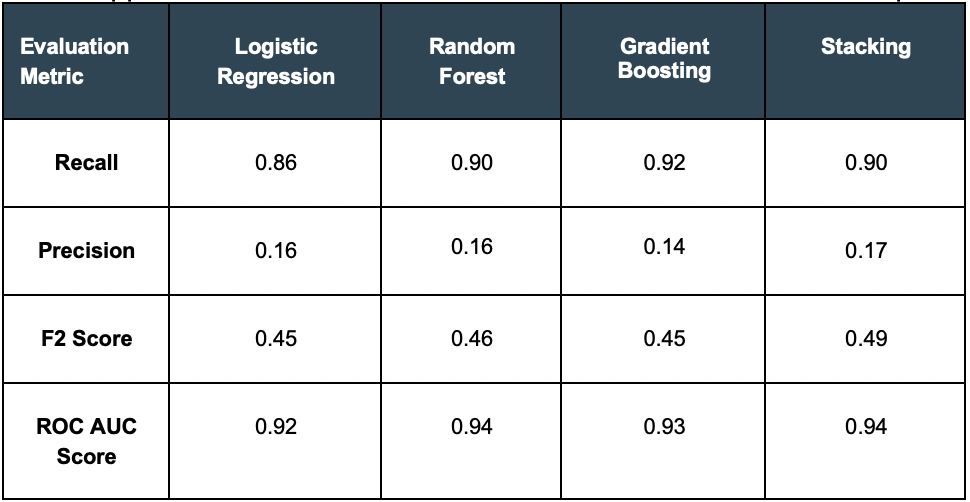 Evaluation Metric Logistic Regression Random Forest Gradient Boosting Stacking
Recall 0.86 0.90 0.92 0.90
Precision 0.16 0.16 0.14 0.17
F2 Score 0.45 0.46 0.45 0.49
ROC AUC Score 0.92 0.94 0.93 0.94